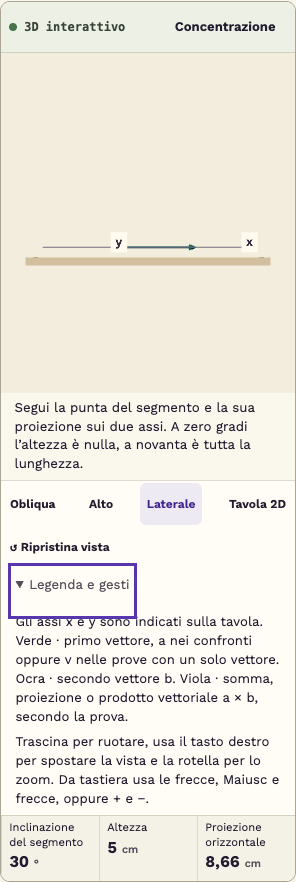 3D interattivo Concentrazione
y x
Segui la punta del segmento e la sua
proiezione sui due assi. A zero gradi
l’altezza è nulla, a novanta è tutta la
lunghezza.
Obliqua Alto Laterale Tavola 2D
↺ Ripristina vista
▼ Legenda e gesti
Gli assi x e y sono indicati sulla tavola.
Verde · primo vettore, a nei confronti
oppure v nelle prove con un solo vettore.
Ocra · secondo vettore b. Viola · somma,
proiezione o prodotto vettoriale a × b,
secondo la prova.
Trascina per ruotare, usa il tasto destro
per spostare la vista e la rotella per lo
zoom. Da tastiera usa le frecce, Maiusc e
frecce, oppure + e −.
Inclinazione Altezza Proiezione
del segmento 5 cm orizzontale
30 ° 8,66 cm